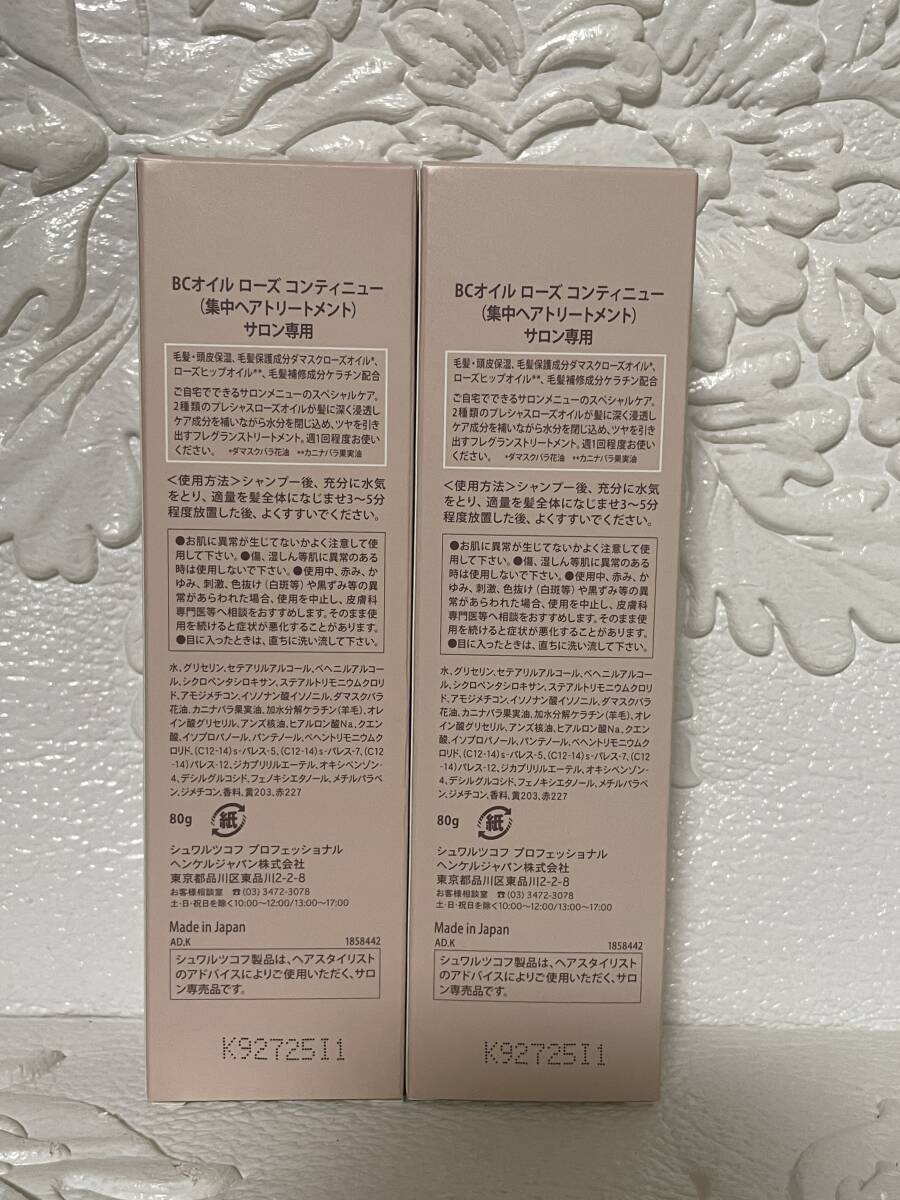 BCオイル ローズ コンティニュー
(集中ヘアトリートメント)
サロン専用
毛髪・頭皮保湿、毛髪保護成分ダマスクローズオイル*、
ローズヒップオイル**、毛髪補修成分ケラチン配合
ご自宅でできるサロンメニューのスペシャルケア。
2種類のプレシャスローズオイルが髪に深く浸透し
ケア成分を補いながら水分を閉じ込め、ツヤを引き
出すフレグランストリートメント。週1回程度お使い
ください。 *ダマスクバラ花油 **カニナバラ果実油
<使用方法>シャンプー後、充分に水気
をとり、適量を髪全体になじませ3〜5分
程度放置した後、よくすすいでください。
●お肌に異常が生じてないかよく注意して使
用して下さい。●傷、湿しん等肌に異常のある
時は使用しないで下さい。●使用中、赤み、か
ゆみ、刺激、色抜け(白斑等)や黒ずみ等の異
常があらわれた場合、使用を中止し、皮膚科
専門医等へ相談をおすすめします。そのまま使
用を続けると症状が悪化することがあります。
●目に入ったときは、直ちに洗い流して下さい。
水、グリセリン、セテアリルアルコール、ベヘニルアルコー
ル、シクロペンタシロキサン、ステアルトリモニウムクロリ
ド、アモジメチコン、イソノナン酸イソノニル、ダマスクバラ
花油、カニナバラ果実油、加水分解ケラチン(羊毛)、オレ
イン酸グリセリル、アンズ核油、ヒアルロン酸Na、クエン
酸、イソプロパノール、パンテノール、ベヘントリモニウムク
ロリド、(C12-14)s-パレス-5、(C12-14)s-パレス-7、(C12
-14)パレス-12、ジカプリリルエーテル、オキシベンゾン-
4、デシルグルコシド、フェノキシエタノール、メチルパラベ
ン、ジメチコン、香料、黄203、赤227
80g 紙
シュワルツコフ プロフェッショナル
ヘンケルジャパン株式会社
東京都品川区東品川2-2-8
お客様相談室 ☎(03) 3472-3078
土・日・祝日を除く10:00〜12:00/13:00〜17:00
Made in Japan
AD.K 1858442
シュワルツコフ製品は、ヘアスタイリスト
のアドバイスによりご使用いただく、サロ
ン専売品です。
K92725I1
BCオイル ローズ コンティニュー
(集中ヘアトリートメント)
サロン専用
毛髪・頭皮保湿、毛髪保護成分ダマスクローズオイル*、
ローズヒップオイル**、毛髪補修成分ケラチン配合
ご自宅でできるサロンメニューのスペシャルケア。
2種類のプレシャスローズオイルが髪に深く浸透し
ケア成分を補いながら水分を閉じ込め、ツヤを引き
出すフレグランストリートメント。週1回程度お使い
ください。 *ダマスクバラ花油 **カニナバラ果実油
<使用方法>シャンプー後、充分に水気
をとり、適量を髪全体になじませ3〜5分
程度放置した後、よくすすいでください。
●お肌に異常が生じてないかよく注意して使
用して下さい。●傷、湿しん等肌に異常のある
時は使用しないで下さい。●使用中、赤み、か
ゆみ、刺激、色抜け(白斑等)や黒ずみ等の異
常があらわれた場合、使用を中止し、皮膚科
専門医等へ相談をおすすめします。そのまま使
用を続けると症状が悪化することがあります。
●目に入ったときは、直ちに洗い流して下さい。
水、グリセリン、セテアリルアルコール、ベヘニルアルコー
ル、シクロペンタシロキサン、ステアルトリモニウムクロリ
ド、アモジメチコン、イソノナン酸イソノニル、ダマスクバラ
花油、カニナバラ果実油、加水分解ケラチン(羊毛)、オレ
イン酸グリセリル、アンズ核油、ヒアルロン酸Na、クエン
酸、イソプロパノール、パンテノール、ベヘントリモニウムク
ロリド、(C12-14)s-パレス-5、(C12-14)s-パレス-7、(C12
-14)パレス-12、ジカプリリルエーテル、オキシベンゾン-
4、デシルグルコシド、フェノキシエタノール、メチルパラベ
ン、ジメチコン、香料、黄203、赤227
80g 紙
シュワルツコフ プロフェッショナル
ヘンケルジャパン株式会社
東京都品川区東品川2-2-8
お客様相談室 ☎(03) 3472-3078
土・日・祝日を除く10:00〜12:00/13:00〜17:00
Made in Japan
AD.K 1858442
シュワルツコフ製品は、ヘアスタイリスト
のアドバイスによりご使用いただく、サロ
ン専売品です。
K92725I1